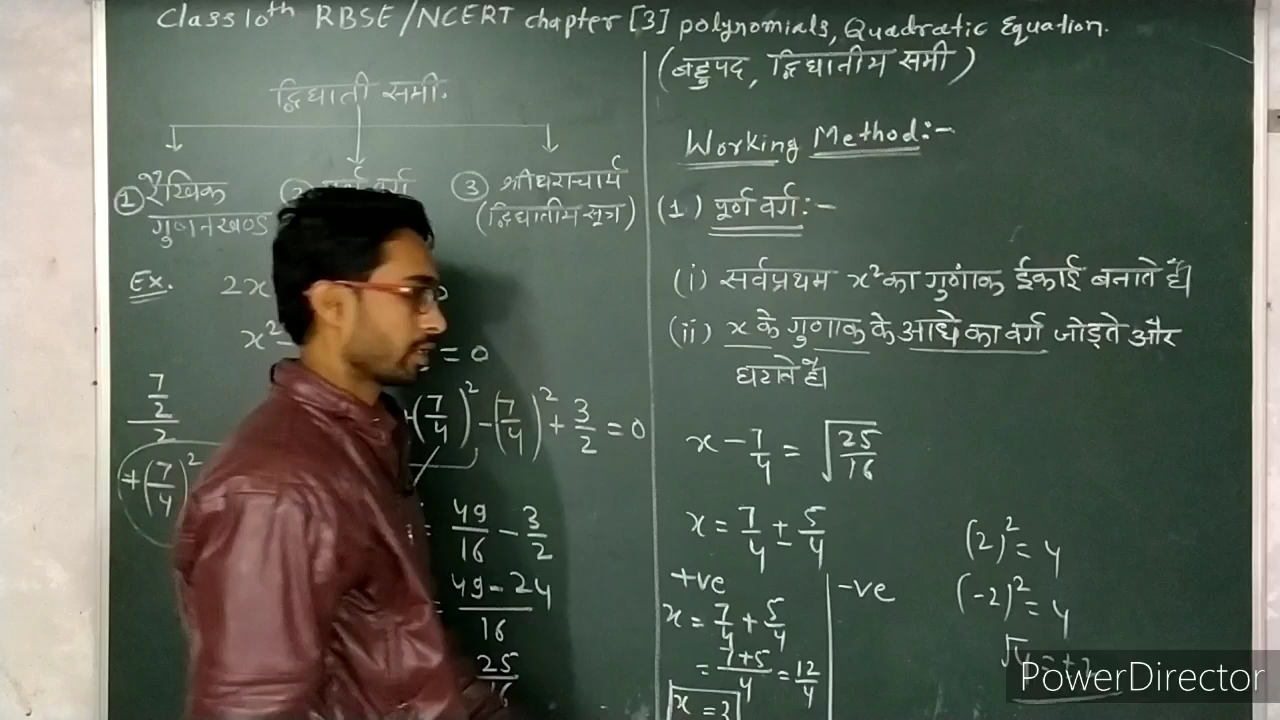 Class 10th RBSE/NCERT chapter [3] polynomials, Quadratic Equation.
(बहुपद, द्विघातीय समी)
द्विघाती समी.
① रैखिक
गुणनखण्ड
वर्ग
③ श्रीधराचार्य
(द्विघातीय सूत्र)
Ex. 2x
x²-
= 0
7/2 / 2
+(7/4)²
(7/4)² - (7/4)² + 3/2 = 0
= 49/16 - 3/2
= 49-24 / 16
25/16
Working Method:-
(1) पूर्ण वर्ग:-
(i) सर्वप्रथम x² का गुणांक ईकाई बनाते हैं।
(ii) x के गुणाक के आधे का वर्ग जोड़ते और
घटाते हैं।
x - 7/4 = √25/16
x = 7/4 ± 5/4
+ve
x = 7/4 + 5/4
= 7+5/4 = 12/4
x = 3
-ve
(2)² = 4
(-2)² = 4
PowerDirector